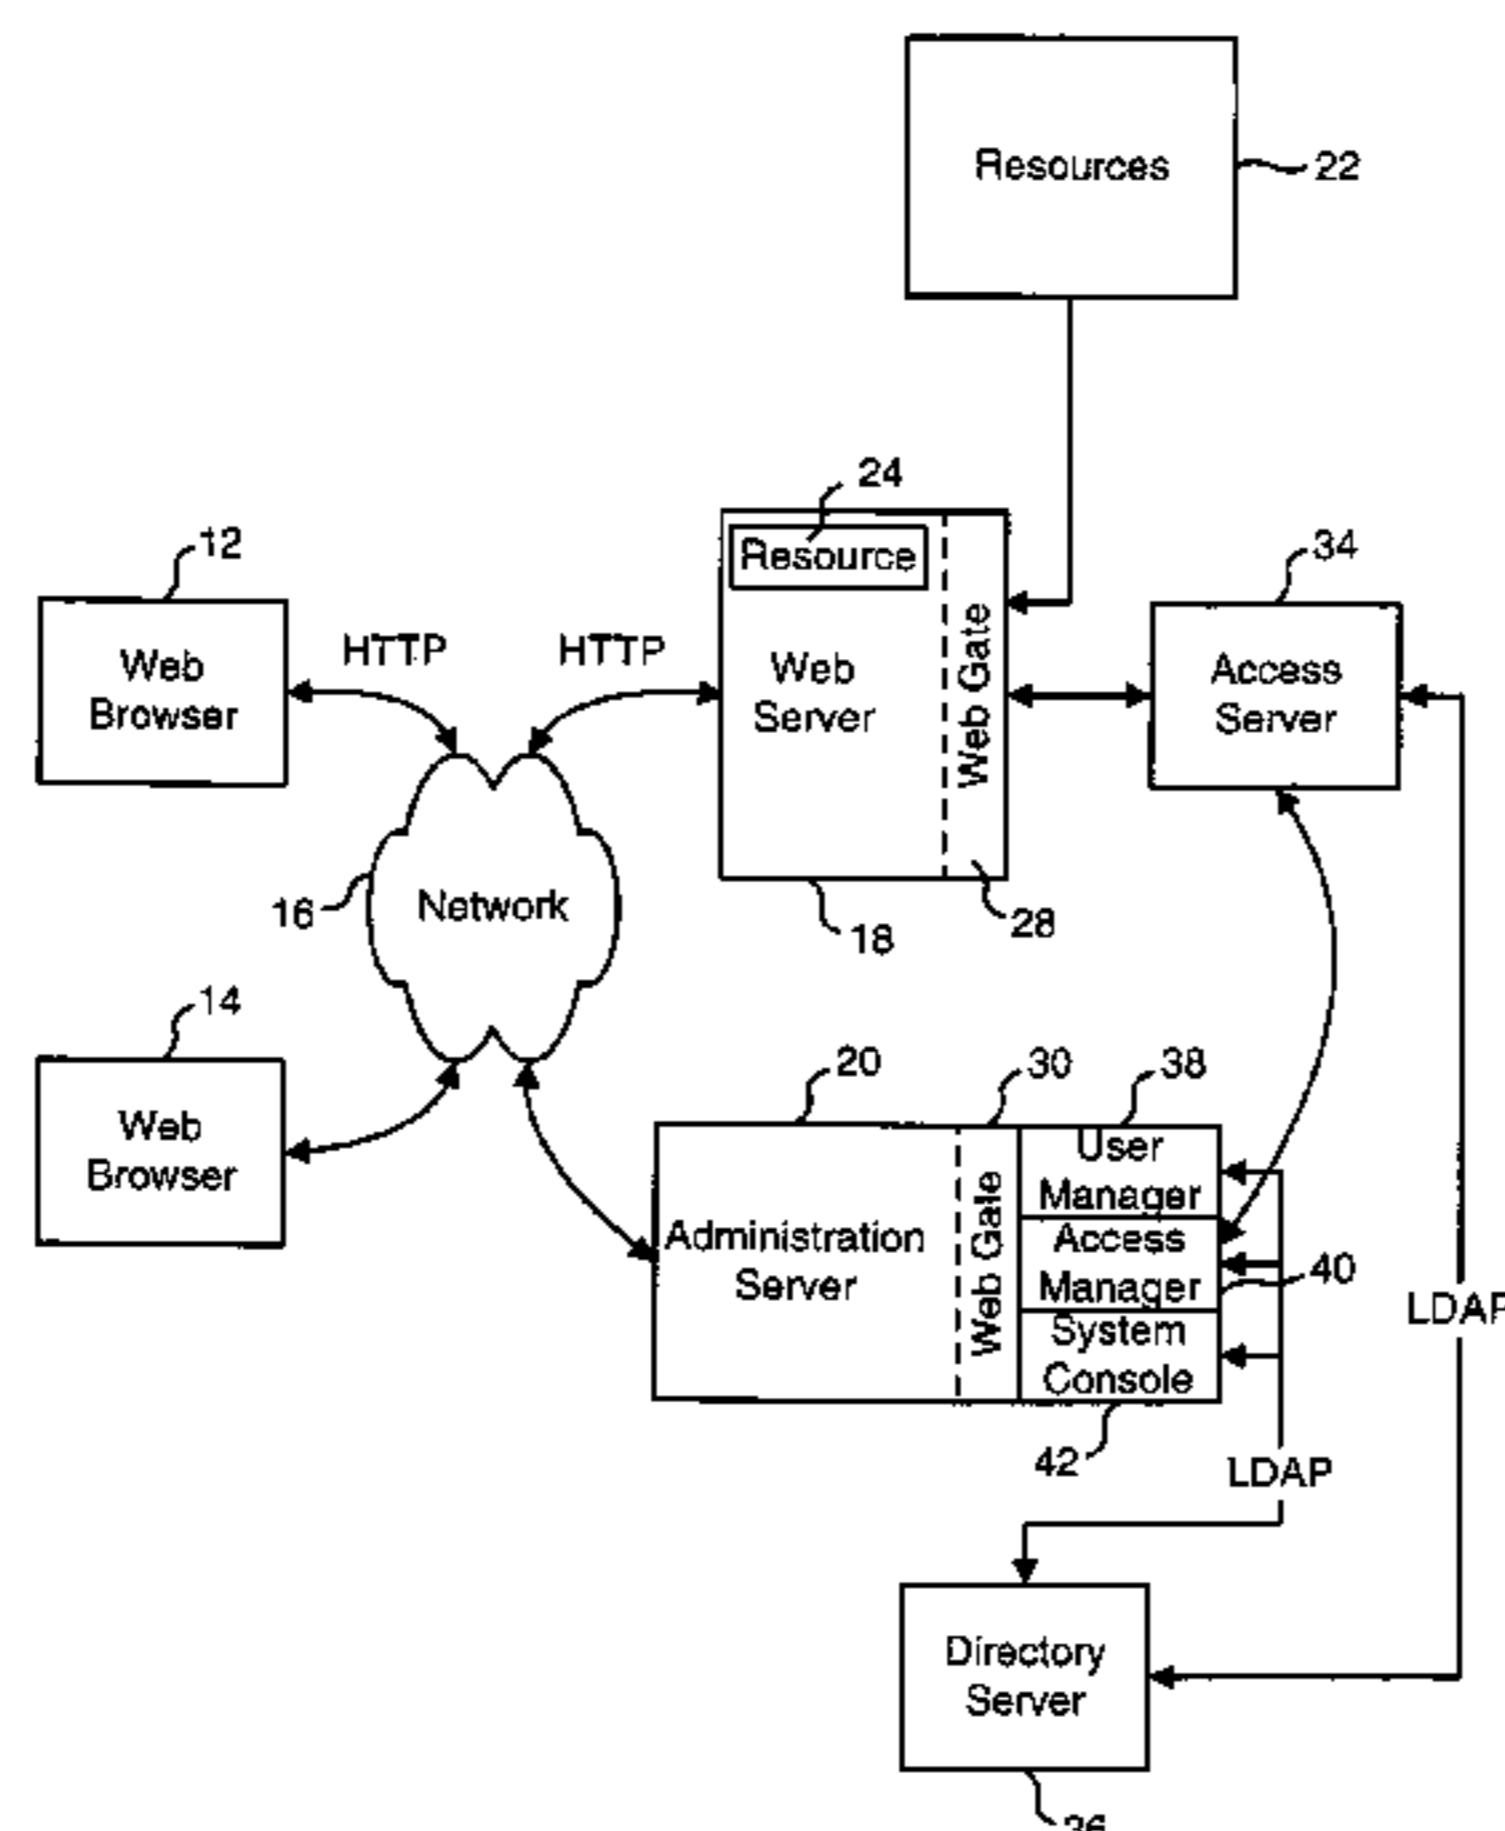 Resources
22
24
Resource
12
34
Web
Browser
HTTP
HTTP
Web
Server
Web Gate
Access
Server
16
Network
18
28
14
20
30
38
Web
Browser
Administration
Server
Web Gate
User
Manager
Access
Manager
40
System
Console
LDAP
42
LDAP
Directory
Server
36